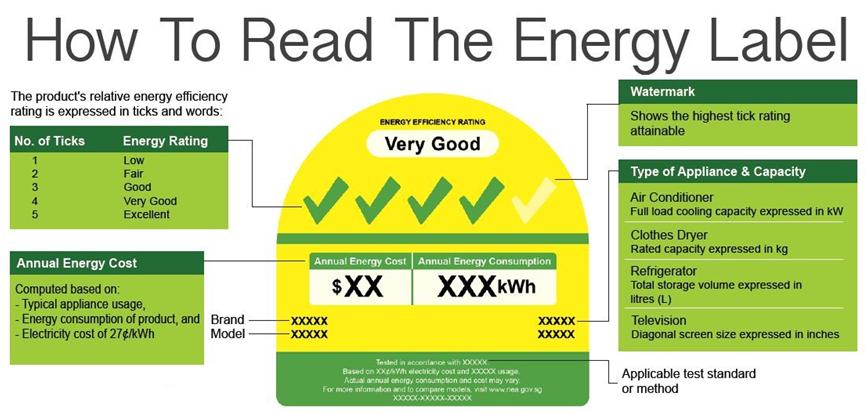 How To Read The Energy Label
The product's relative energy efficiency
rating is expressed in ticks and words:
No. of Ticks Energy Rating
1 Low
2 Fair
3 Good
4 Very Good
5 Excellent
Annual Energy Cost
Computed based on:
- Typical appliance usage,
- Energy consumption of product, and
- Electricity cost of 27¢/kWh
ENERGY EFFICIENCY RATING
Very Good
Annual Energy Cost Annual Energy Consumption
$XX XXXkWh
Brand XXXXX XXXXX
Model XXXXX XXXXX
Tested in accordance with XXXXX.
Based on XX¢/kWh electricity cost and XXXXX usage.
Actual annual energy consumption and cost may vary.
For more information and to compare models, visit www.nea.gov.sg
XXXXX-XXXXX-XXXXX
Watermark
Shows the highest tick rating
attainable
Type of Appliance & Capacity
Air Conditioner
Full load cooling capacity expressed in kW
Clothes Dryer
Rated capacity expressed in kg
Refrigerator
Total storage volume expressed in
litres (L)
Television
Diagonal screen size expressed in inches
Applicable test standard
or method